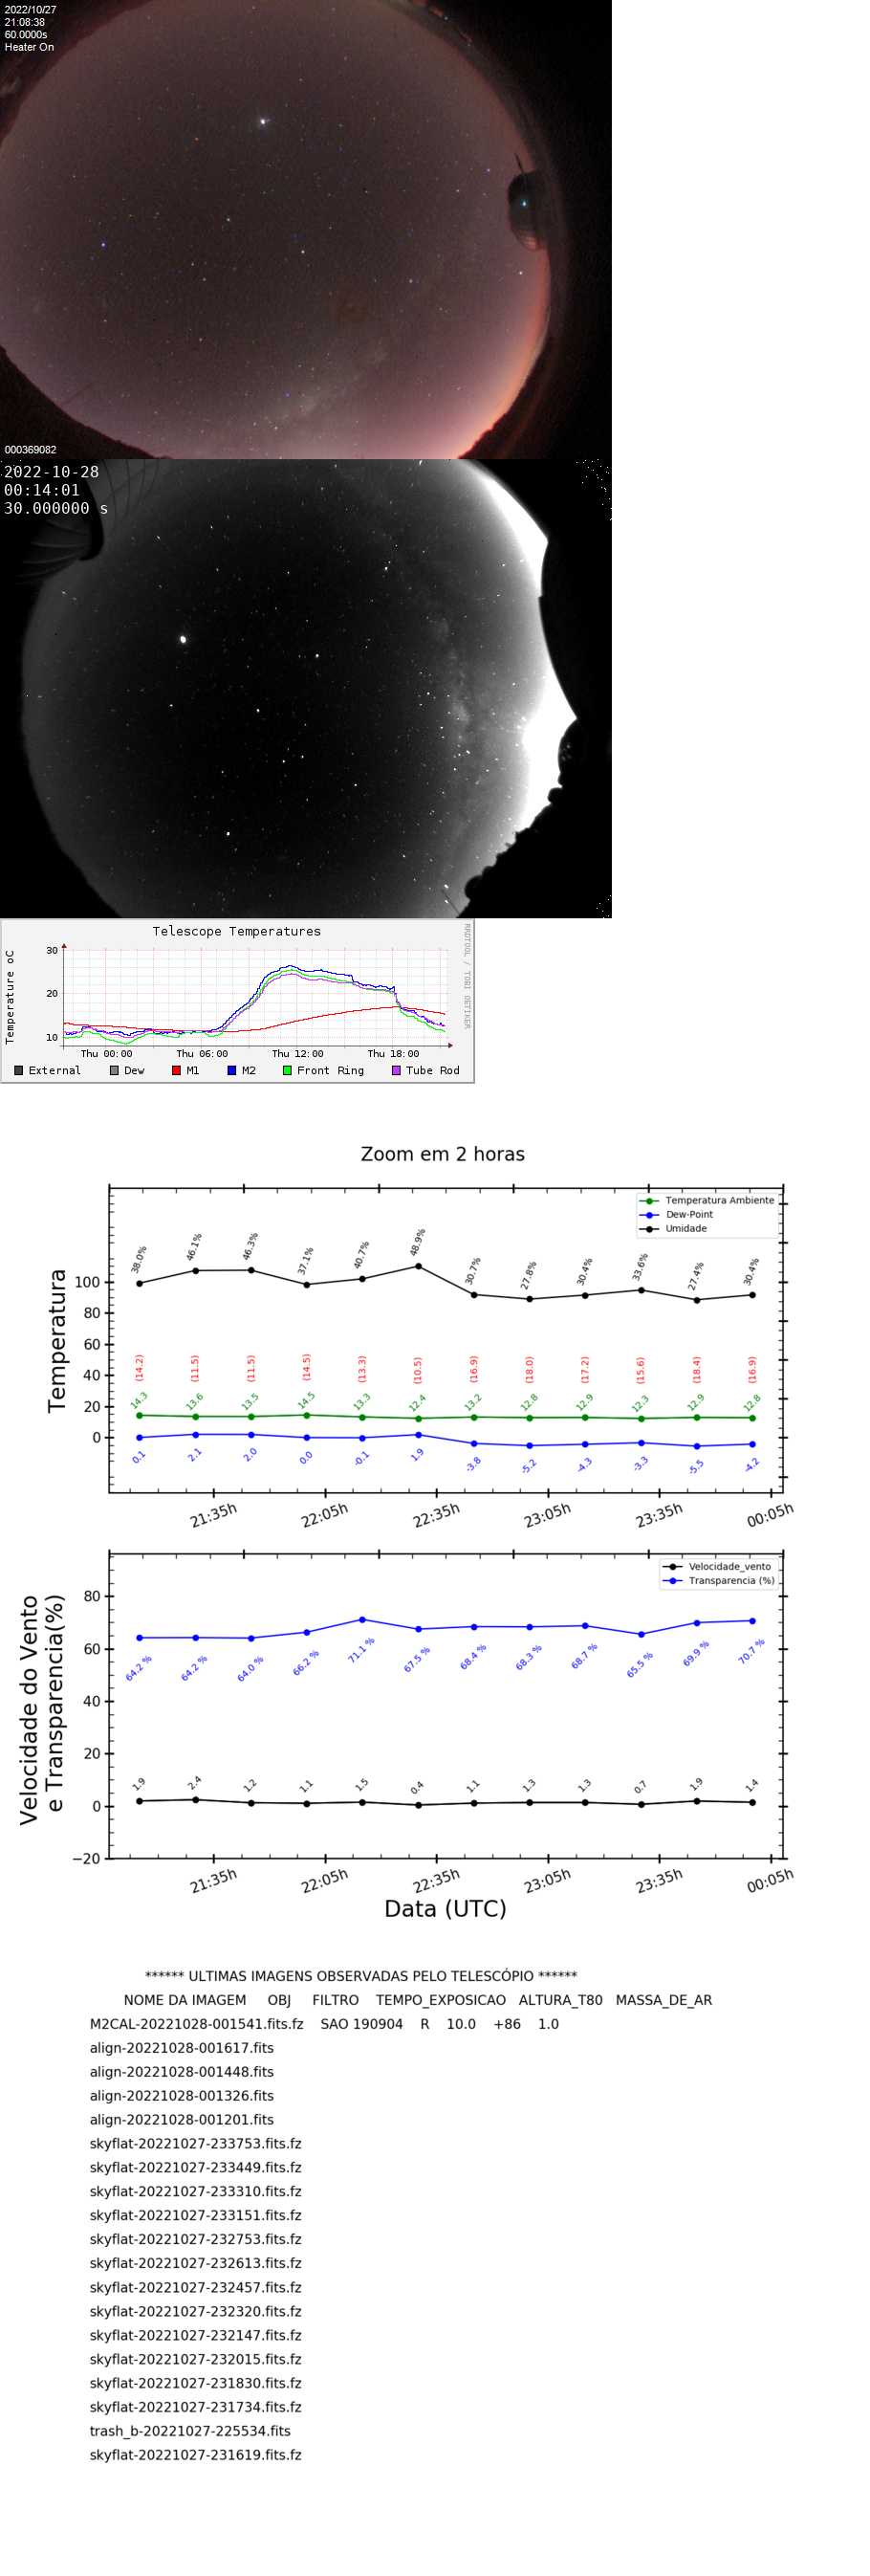 2022/10/27
21:08:38
60.0000s
Heater On
000369082
2022-10-28
00:14:01
30.000000 s
Telescope Temperatures
RRDTOOL / TOBI OETIKER
Temperature oC
30
20
10
Thu 00:00 Thu 06:00 Thu 12:00 Thu 18:00
External Dew M1 M2 Front Ring Tube Rod
Zoom em 2 horas
Temperatura Ambiente
Dew-Point
Umidade
Temperatura
100
80
60
40
20
0
38.0% 46.1% 46.3% 37.1% 40.7% 48.9% 30.7% 27.8% 30.4% 33.6% 27.4% 30.4%
(14.2) (11.5) (11.5) (14.5) (13.3) (10.5) (16.9) (18.0) (17.2) (15.6) (18.4) (16.9)
14.3 13.6 13.5 14.5 13.3 12.4 13.2 12.8 12.9 12.3 12.9 12.8
0.1 2.1 2.0 0.0 -0.1 1.9 -3.8 -5.2 -4.3 -3.3 -5.5 -4.2
21:35h 22:05h 22:35h 23:05h 23:35h 00:05h
Velocidade_vento
Transparencia (%)
Velocidade do Vento
e Transparencia(%)
80
60
40
20
0
−20
64.2 % 64.2 % 64.0 % 66.2 % 71.1 % 67.5 % 68.4 % 68.3 % 68.7 % 65.5 % 69.9 % 70.7 %
1.9 2.4 1.2 1.1 1.5 0.4 1.1 1.3 1.3 0.7 1.9 1.4
21:35h 22:05h 22:35h 23:05h 23:35h 00:05h
Data (UTC)
****** ULTIMAS IMAGENS OBSERVADAS PELO TELESCÓPIO ******
NOME DA IMAGEM OBJ FILTRO TEMPO_EXPOSICAO ALTURA_T80 MASSA_DE_AR
M2CAL-20221028-001541.fits.fz SAO 190904 R 10.0 +86 1.0
align-20221028-001617.fits
align-20221028-001448.fits
align-20221028-001326.fits
align-20221028-001201.fits
skyflat-20221027-233753.fits.fz
skyflat-20221027-233449.fits.fz
skyflat-20221027-233310.fits.fz
skyflat-20221027-233151.fits.fz
skyflat-20221027-232753.fits.fz
skyflat-20221027-232613.fits.fz
skyflat-20221027-232457.fits.fz
skyflat-20221027-232320.fits.fz
skyflat-20221027-232147.fits.fz
skyflat-20221027-232015.fits.fz
skyflat-20221027-231830.fits.fz
skyflat-20221027-231734.fits.fz
trash_b-20221027-225534.fits
skyflat-20221027-231619.fits.fz